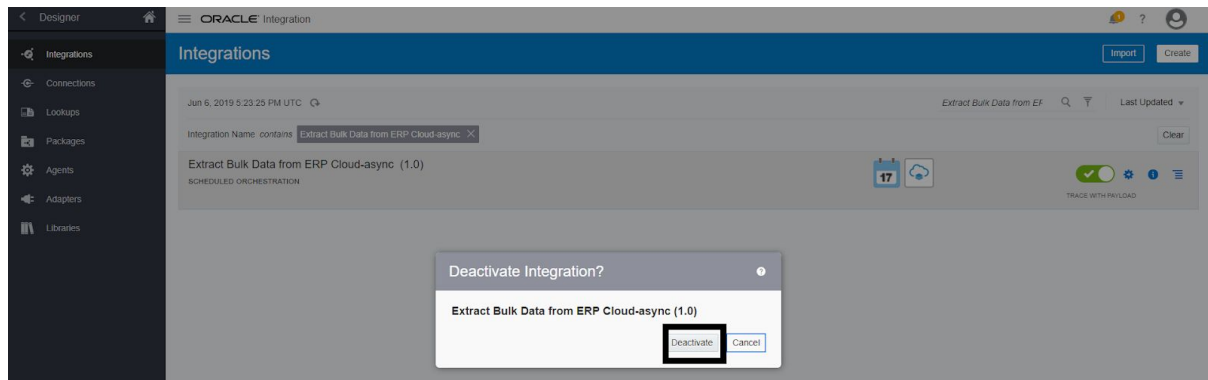 Designer
ORACLE Integration
?
Integrations
Connections
Lookups
Packages
Agents
Adapters
Libraries
Integrations
Import
Create
Jun 6, 2019 5:23:25 PM UTC
Extract Bulk Data from EF
Last Updated
Integration Name contains Extract Bulk Data from ERP Cloud-async
Clear
Extract Bulk Data from ERP Cloud-async (1.0)
SCHEDULED ORCHESTRATION
17
TRACE WITH PAYLOAD
Deactivate Integration?
?
Extract Bulk Data from ERP Cloud-async (1.0)
Deactivate
Cancel